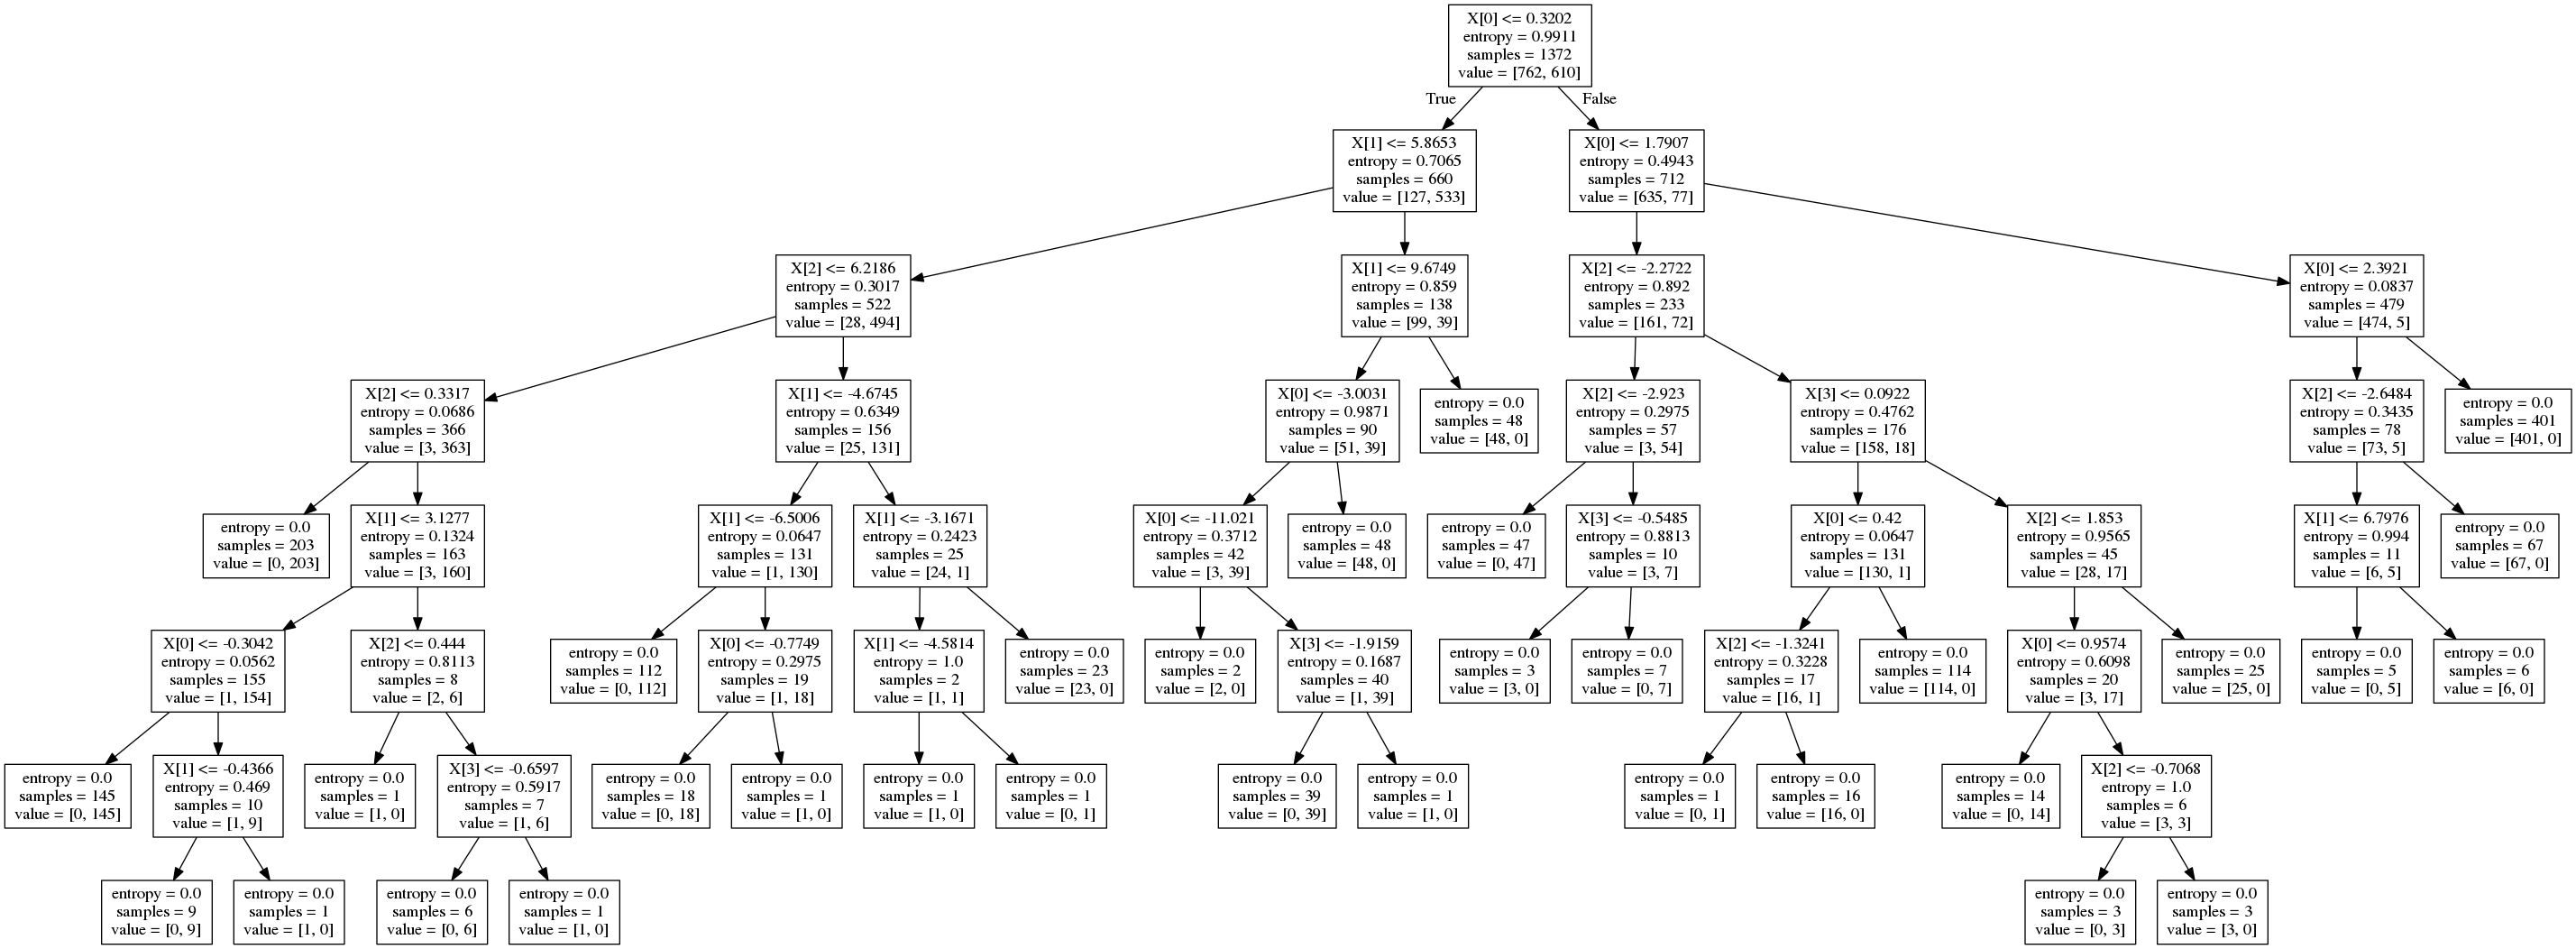 X[0] <= 0.3202
entropy = 0.9911
samples = 1372
value = [762, 610]
True
False
X[1] <= 5.8653
entropy = 0.7065
samples = 660
value = [127, 533]
X[0] <= 1.7907
entropy = 0.4943
samples = 712
value = [635, 77]
X[2] <= 6.2186
entropy = 0.3017
samples = 522
value = [28, 494]
X[1] <= 9.6749
entropy = 0.859
samples = 138
value = [99, 39]
X[2] <= -2.2722
entropy = 0.892
samples = 233
value = [161, 72]
X[0] <= 2.3921
entropy = 0.0837
samples = 479
value = [474, 5]
X[2] <= 0.3317
entropy = 0.0686
samples = 366
value = [3, 363]
X[1] <= -4.6745
entropy = 0.6349
samples = 156
value = [25, 131]
X[0] <= -3.0031
entropy = 0.9871
samples = 90
value = [51, 39]
entropy = 0.0
samples = 48
value = [48, 0]
X[2] <= -2.923
entropy = 0.2975
samples = 57
value = [3, 54]
X[3] <= 0.0922
entropy = 0.4762
samples = 176
value = [158, 18]
X[2] <= -2.6484
entropy = 0.3435
samples = 78
value = [73, 5]
entropy = 0.0
samples = 401
value = [401, 0]
entropy = 0.0
samples = 203
value = [0, 203]
X[1] <= 3.1277
entropy = 0.1324
samples = 163
value = [3, 160]
X[1] <= -6.5006
entropy = 0.0647
samples = 131
value = [1, 130]
X[1] <= -3.1671
entropy = 0.2423
samples = 25
value = [24, 1]
X[0] <= -11.021
entropy = 0.3712
samples = 42
value = [3, 39]
entropy = 0.0
samples = 48
value = [48, 0]
entropy = 0.0
samples = 47
value = [0, 47]
X[3] <= -0.5485
entropy = 0.8813
samples = 10
value = [3, 7]
X[0] <= 0.42
entropy = 0.0647
samples = 131
value = [130, 1]
X[2] <= 1.853
entropy = 0.9565
samples = 45
value = [28, 17]
X[1] <= 6.7976
entropy = 0.994
samples = 11
value = [6, 5]
entropy = 0.0
samples = 67
value = [67, 0]
X[0] <= -0.3042
entropy = 0.0562
samples = 155
value = [1, 154]
X[2] <= 0.444
entropy = 0.8113
samples = 8
value = [2, 6]
entropy = 0.0
samples = 112
value = [0, 112]
X[0] <= -0.7749
entropy = 0.2975
samples = 19
value = [1, 18]
X[1] <= -4.5814
entropy = 1.0
samples = 2
value = [1, 1]
entropy = 0.0
samples = 23
value = [23, 0]
entropy = 0.0
samples = 2
value = [2, 0]
X[3] <= -1.9159
entropy = 0.1687
samples = 40
value = [1, 39]
entropy = 0.0
samples = 3
value = [3, 0]
entropy = 0.0
samples = 7
value = [0, 7]
X[2] <= -1.3241
entropy = 0.3228
samples = 17
value = [16, 1]
entropy = 0.0
samples = 114
value = [114, 0]
X[0] <= 0.9574
entropy = 0.6098
samples = 20
value = [3, 17]
entropy = 0.0
samples = 25
value = [25, 0]
entropy = 0.0
samples = 5
value = [0, 5]
entropy = 0.0
samples = 6
value = [6, 0]
entropy = 0.0
samples = 145
value = [0, 145]
X[1] <= -0.4366
entropy = 0.469
samples = 10
value = [1, 9]
entropy = 0.0
samples = 1
value = [1, 0]
X[3] <= -0.6597
entropy = 0.5917
samples = 7
value = [1, 6]
entropy = 0.0
samples = 18
value = [0, 18]
entropy = 0.0
samples = 1
value = [1, 0]
entropy = 0.0
samples = 1
value = [1, 0]
entropy = 0.0
samples = 1
value = [0, 1]
entropy = 0.0
samples = 39
value = [0, 39]
entropy = 0.0
samples = 1
value = [1, 0]
entropy = 0.0
samples = 1
value = [0, 1]
entropy = 0.0
samples = 16
value = [16, 0]
entropy = 0.0
samples = 14
value = [0, 14]
X[2] <= -0.7068
entropy = 1.0
samples = 6
value = [3, 3]
entropy = 0.0
samples = 9
value = [0, 9]
entropy = 0.0
samples = 1
value = [1, 0]
entropy = 0.0
samples = 6
value = [0, 6]
entropy = 0.0
samples = 1
value = [1, 0]
entropy = 0.0
samples = 3
value = [0, 3]
entropy = 0.0
samples = 3
value = [3, 0]